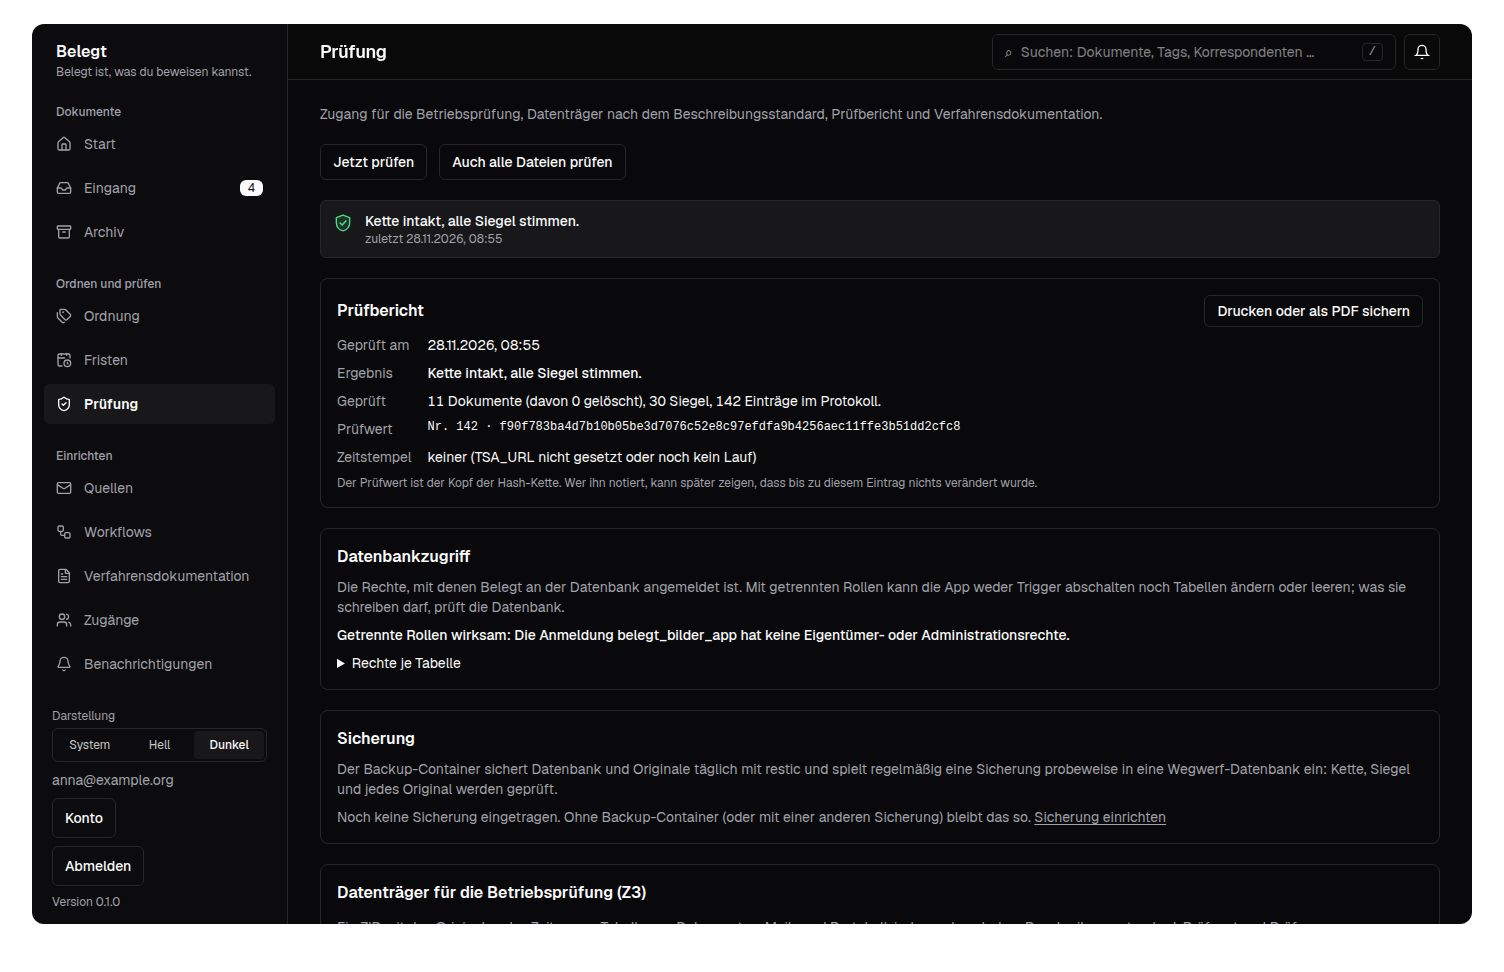 Belegt
Belegt ist, was du beweisen kannst.
Dokumente
Start
Eingang 4
Archiv
Ordnen und prüfen
Ordnung
Fristen
Prüfung
Einrichten
Quellen
Workflows
Verfahrensdokumentation
Zugänge
Benachrichtigungen
Darstellung
System Hell Dunkel
anna@example.org
Konto
Abmelden
Version 0.1.0
Prüfung
Suchen: Dokumente, Tags, Korrespondenten … /
Zugang für die Betriebsprüfung, Datenträger nach dem Beschreibungsstandard, Prüfbericht und Verfahrensdokumentation.
Jetzt prüfen Auch alle Dateien prüfen
Kette intakt, alle Siegel stimmen.
zuletzt 28.11.2026, 08:55
Prüfbericht Drucken oder als PDF sichern
Geprüft am 28.11.2026, 08:55
Ergebnis Kette intakt, alle Siegel stimmen.
Geprüft 11 Dokumente (davon 0 gelöscht), 30 Siegel, 142 Einträge im Protokoll.
Prüfwert Nr. 142 · f90f783ba4d7b10b05be3d7076c52e8c97efdfa9b4256aec11ffe3b51dd2cfc8
Zeitstempel keiner (TSA_URL nicht gesetzt oder noch kein Lauf)
Der Prüfwert ist der Kopf der Hash-Kette. Wer ihn notiert, kann später zeigen, dass bis zu diesem Eintrag nichts verändert wurde.
Datenbankzugriff
Die Rechte, mit denen Belegt an der Datenbank angemeldet ist. Mit getrennten Rollen kann die App weder Trigger abschalten noch Tabellen ändern oder leeren; was sie
schreiben darf, prüft die Datenbank.
Getrennte Rollen wirksam: Die Anmeldung belegt_bilder_app hat keine Eigentümer- oder Administrationsrechte.
Rechte je Tabelle
Sicherung
Der Backup-Container sichert Datenbank und Originale täglich mit restic und spielt regelmäßig eine Sicherung probeweise in eine Wegwerf-Datenbank ein: Kette, Siegel
und jedes Original werden geprüft.
Noch keine Sicherung eingetragen. Ohne Backup-Container (oder mit einer anderen Sicherung) bleibt das so. Sicherung einrichten
Datenträger für die Betriebsprüfung (Z3)